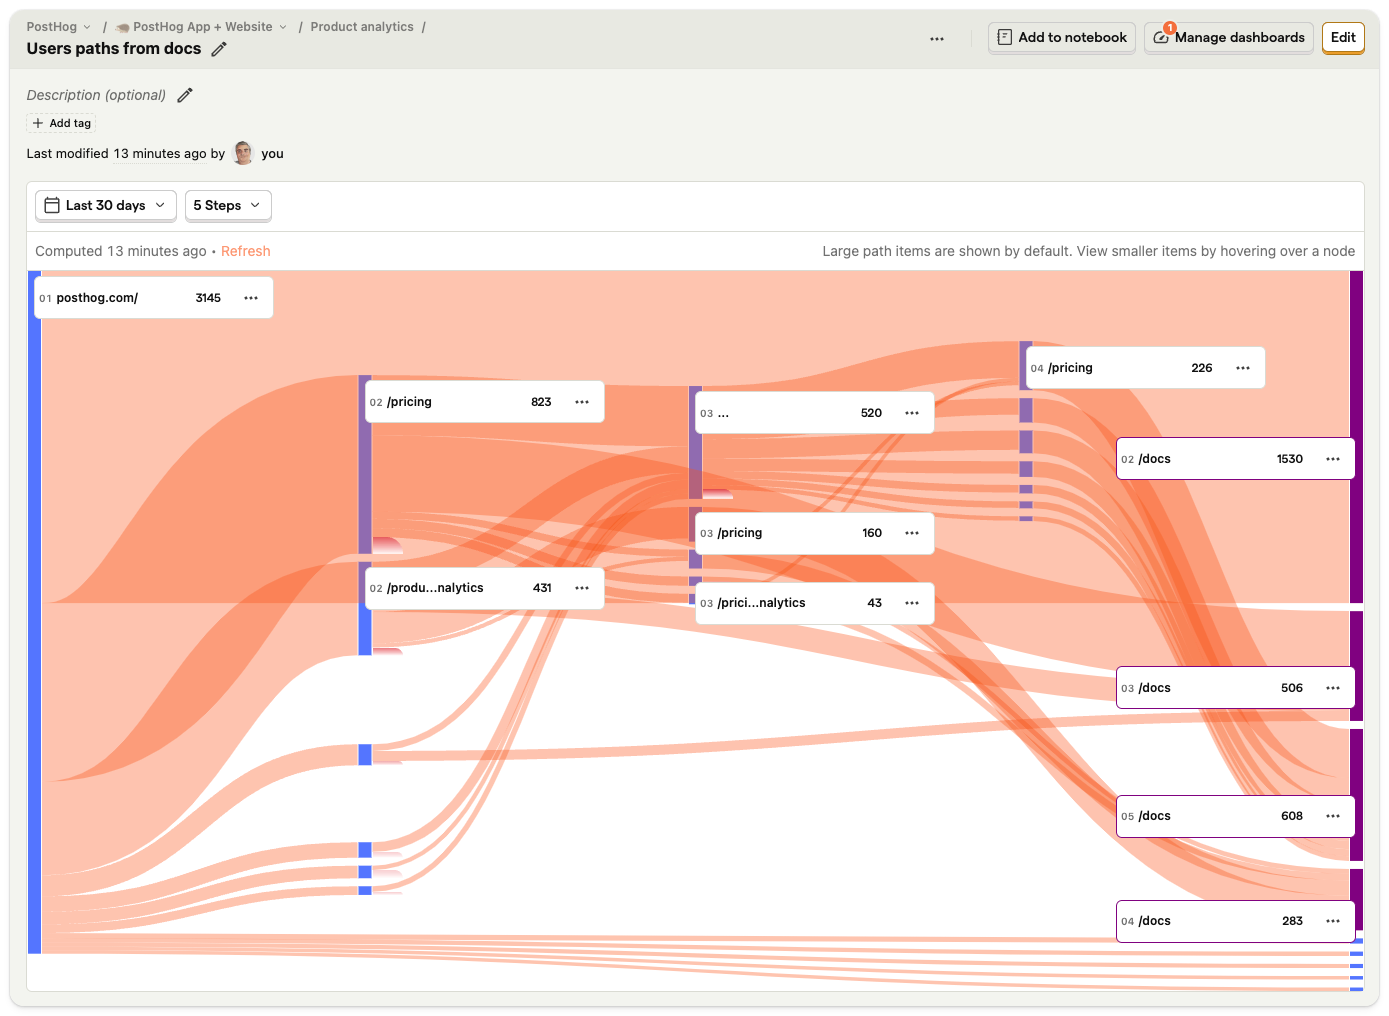 PostHog / PostHog App + Website / Product analytics /
Users paths from docs
Add to notebook
1
Manage dashboards
Edit
Description (optional)
+ Add tag
Last modified 13 minutes ago by you
Last 30 days
5 Steps
Computed 13 minutes ago • Refresh
Large path items are shown by default. View smaller items by hovering over a node
01 posthog.com/ 3145
04 /pricing 226
02 /pricing 823
03 ... 520
02 /docs 1530
03 /pricing 160
02 /produ...nalytics 431
03 /prici...nalytics 43
03 /docs 506
05 /docs 608
04 /docs 283